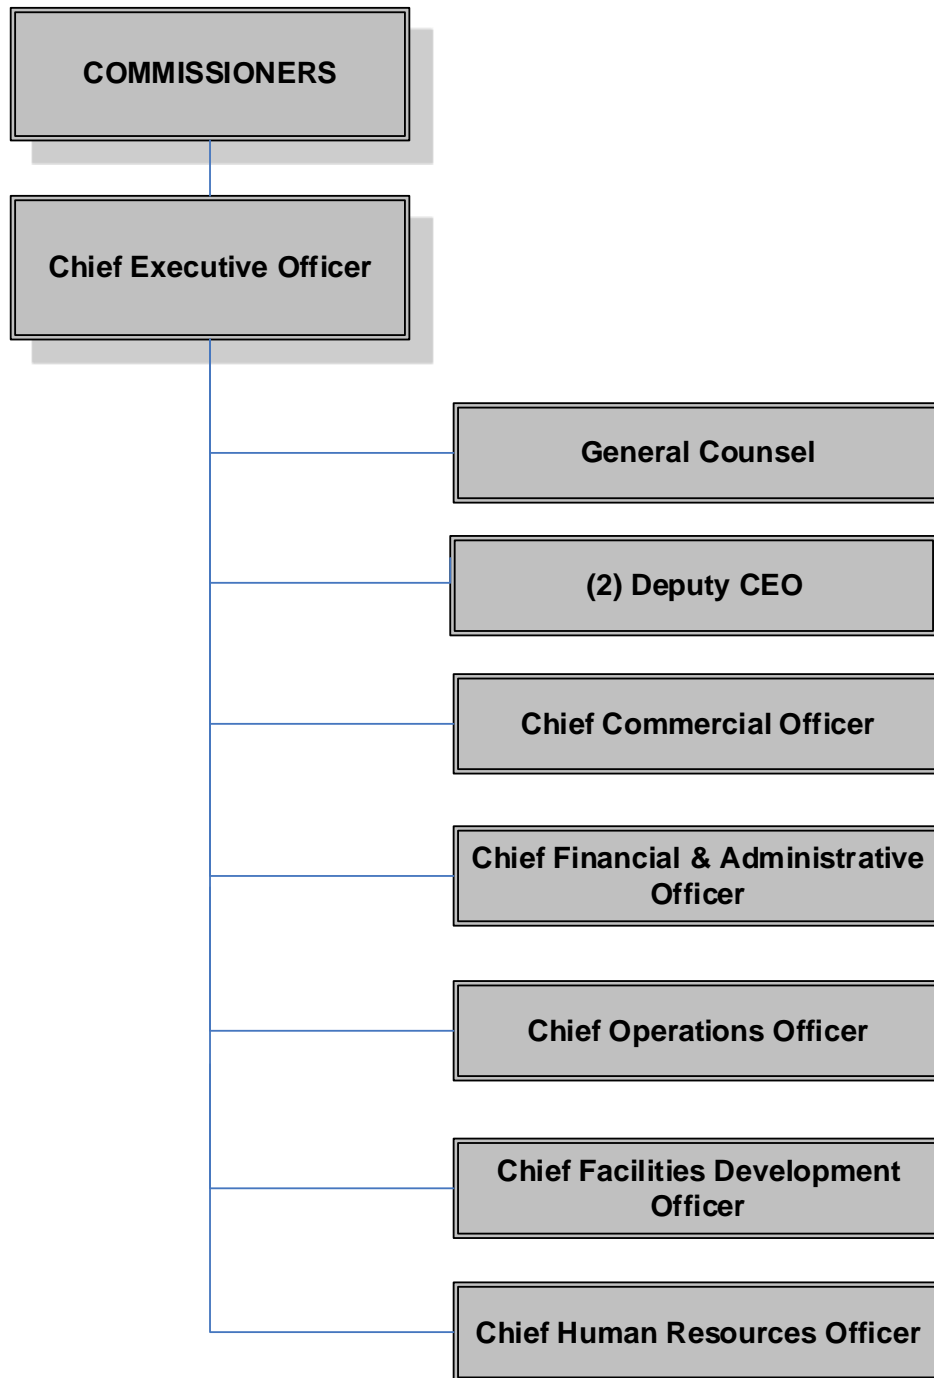 COMMISSIONERS
Chief Executive Officer
General Counsel
(2) Deputy CEO
Chief Commercial Officer
Chief Financial & Administrative
Officer
Chief Operations Officer
Chief Facilities Development
Officer
Chief Human Resources Officer